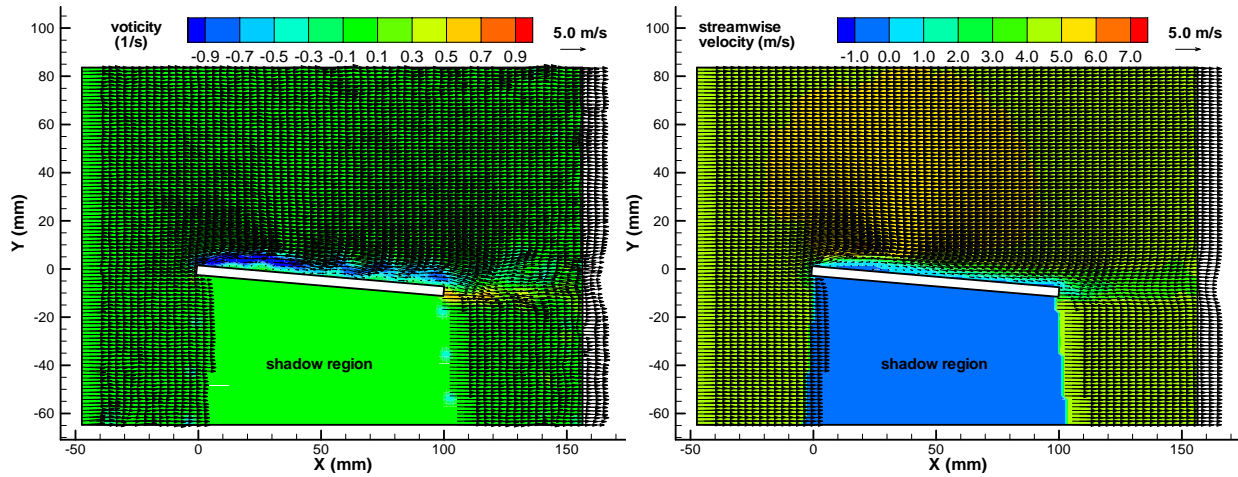 voticity
(1/s)
-0.9 -0.7 -0.5 -0.3 -0.1 0.1 0.3 0.5 0.7 0.9
5.0 m/s
100
80
60
40
20
0
-20
-40
-60
Y (mm)
shadow region
-50 0 50 100 150
X (mm)
streamwise
velocity (m/s)
-1.0 0.0 1.0 2.0 3.0 4.0 5.0 6.0 7.0
5.0 m/s
100
80
60
40
20
0
-20
-40
-60
Y (mm)
shadow region
-50 0 50 100 150
X (mm)